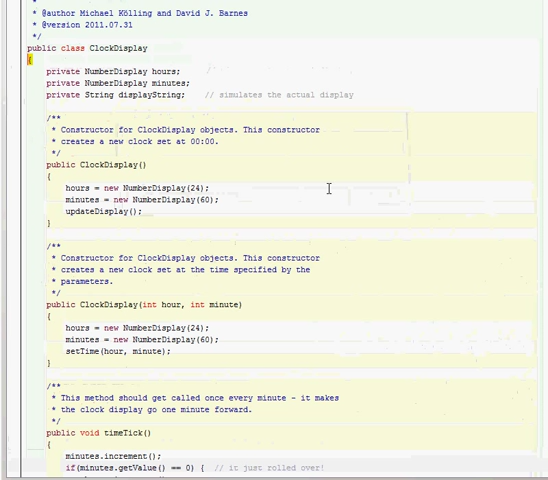 *
* @author Michael Kölling and David J. Barnes
* @version 2011.07.31
*/
public class ClockDisplay
{
private NumberDisplay hours;
private NumberDisplay minutes;
private String displayString;    // simulates the actual display
/**
* Constructor for ClockDisplay objects. This constructor
* creates a new clock set at 00:00.
*/
public ClockDisplay()
{
hours = new NumberDisplay(24);
minutes = new NumberDisplay(60);
updateDisplay();
}
/**
* Constructor for ClockDisplay objects. This constructor
* creates a new clock set at the time specified by the
* parameters.
*/
public ClockDisplay(int hour, int minute)
{
hours = new NumberDisplay(24);
minutes = new NumberDisplay(60);
setTime(hour, minute);
}
/**
* This method should get called once every minute - it makes
* the clock display go one minute forward.
*/
public void timeTick()
{
minutes.increment();
if(minutes.getValue() == 0) {  // it just rolled over!